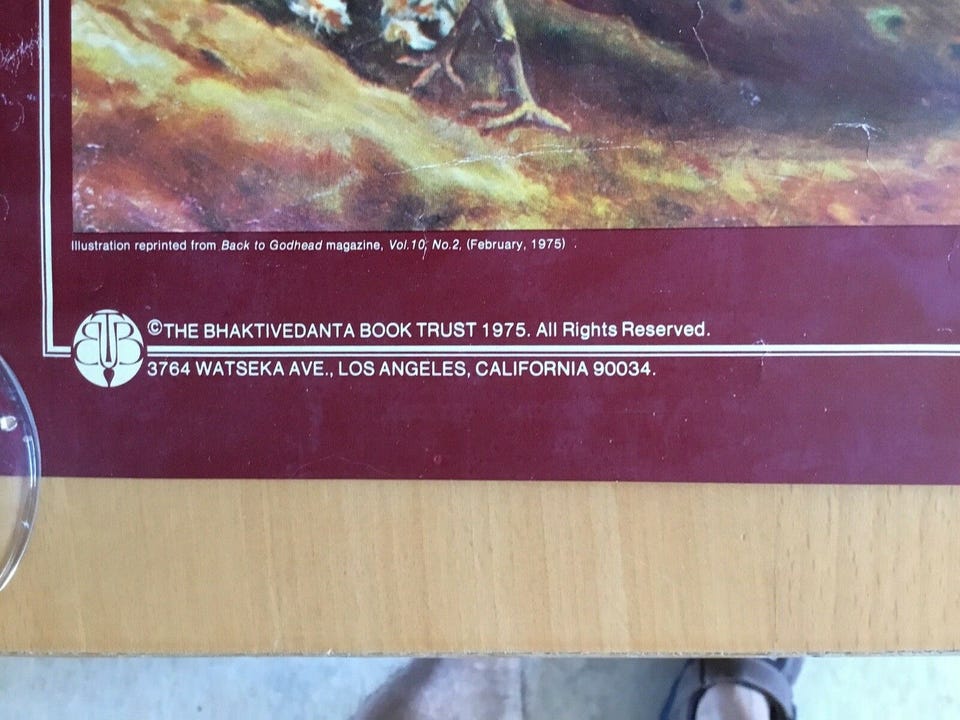 Illustration reprinted from Back to Godhead magazine, Vol.10, No.2, (February, 1975) .
©THE BHAKTIVEDANTA BOOK TRUST 1975. All Rights Reserved.
BBT
3764 WATSEKA AVE., LOS ANGELES, CALIFORNIA 90034.